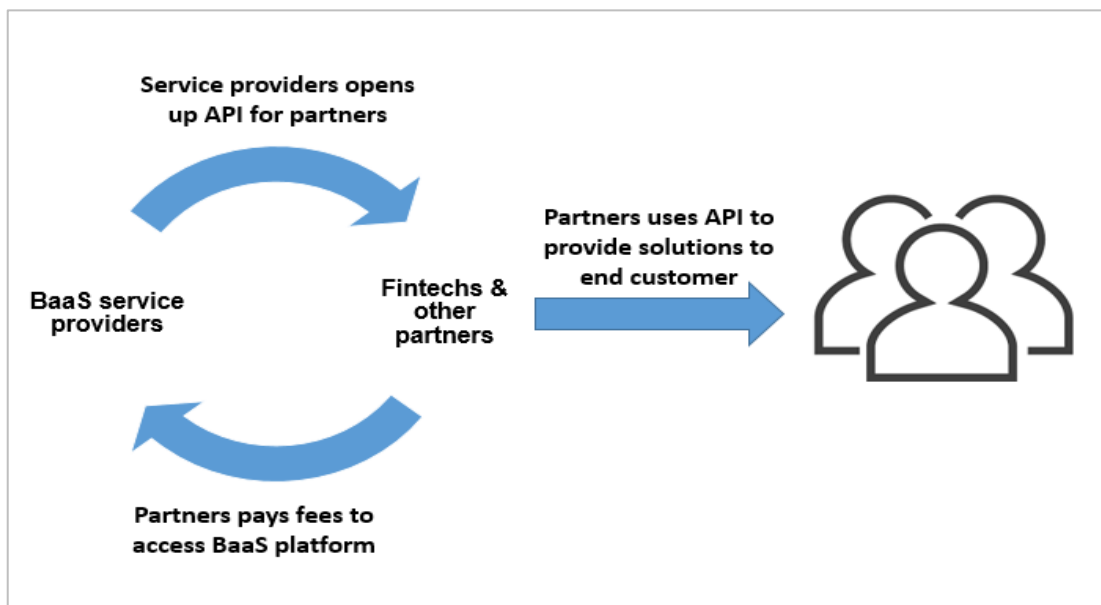 Service providers opens
up API for partners
BaaS service
providers
Fintechs &
other
partners
Partners uses API to
provide solutions to
end customer
Partners pays fees to
access BaaS platform